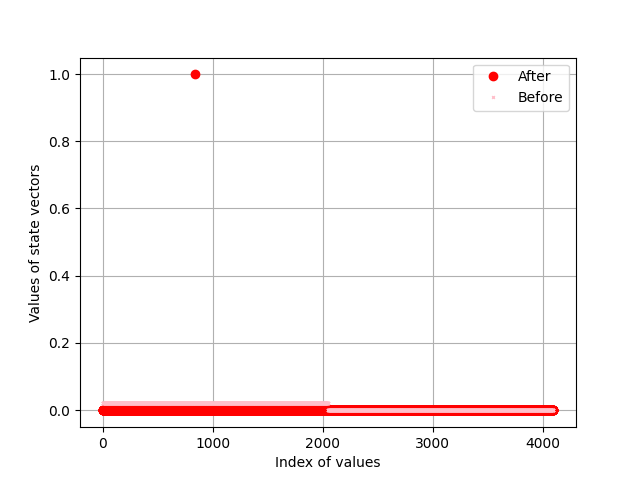 After
Before
1.0
0.8
0.6
0.4
0.2
0.0
Values of state vectors
0 1000 2000 3000 4000
Index of values